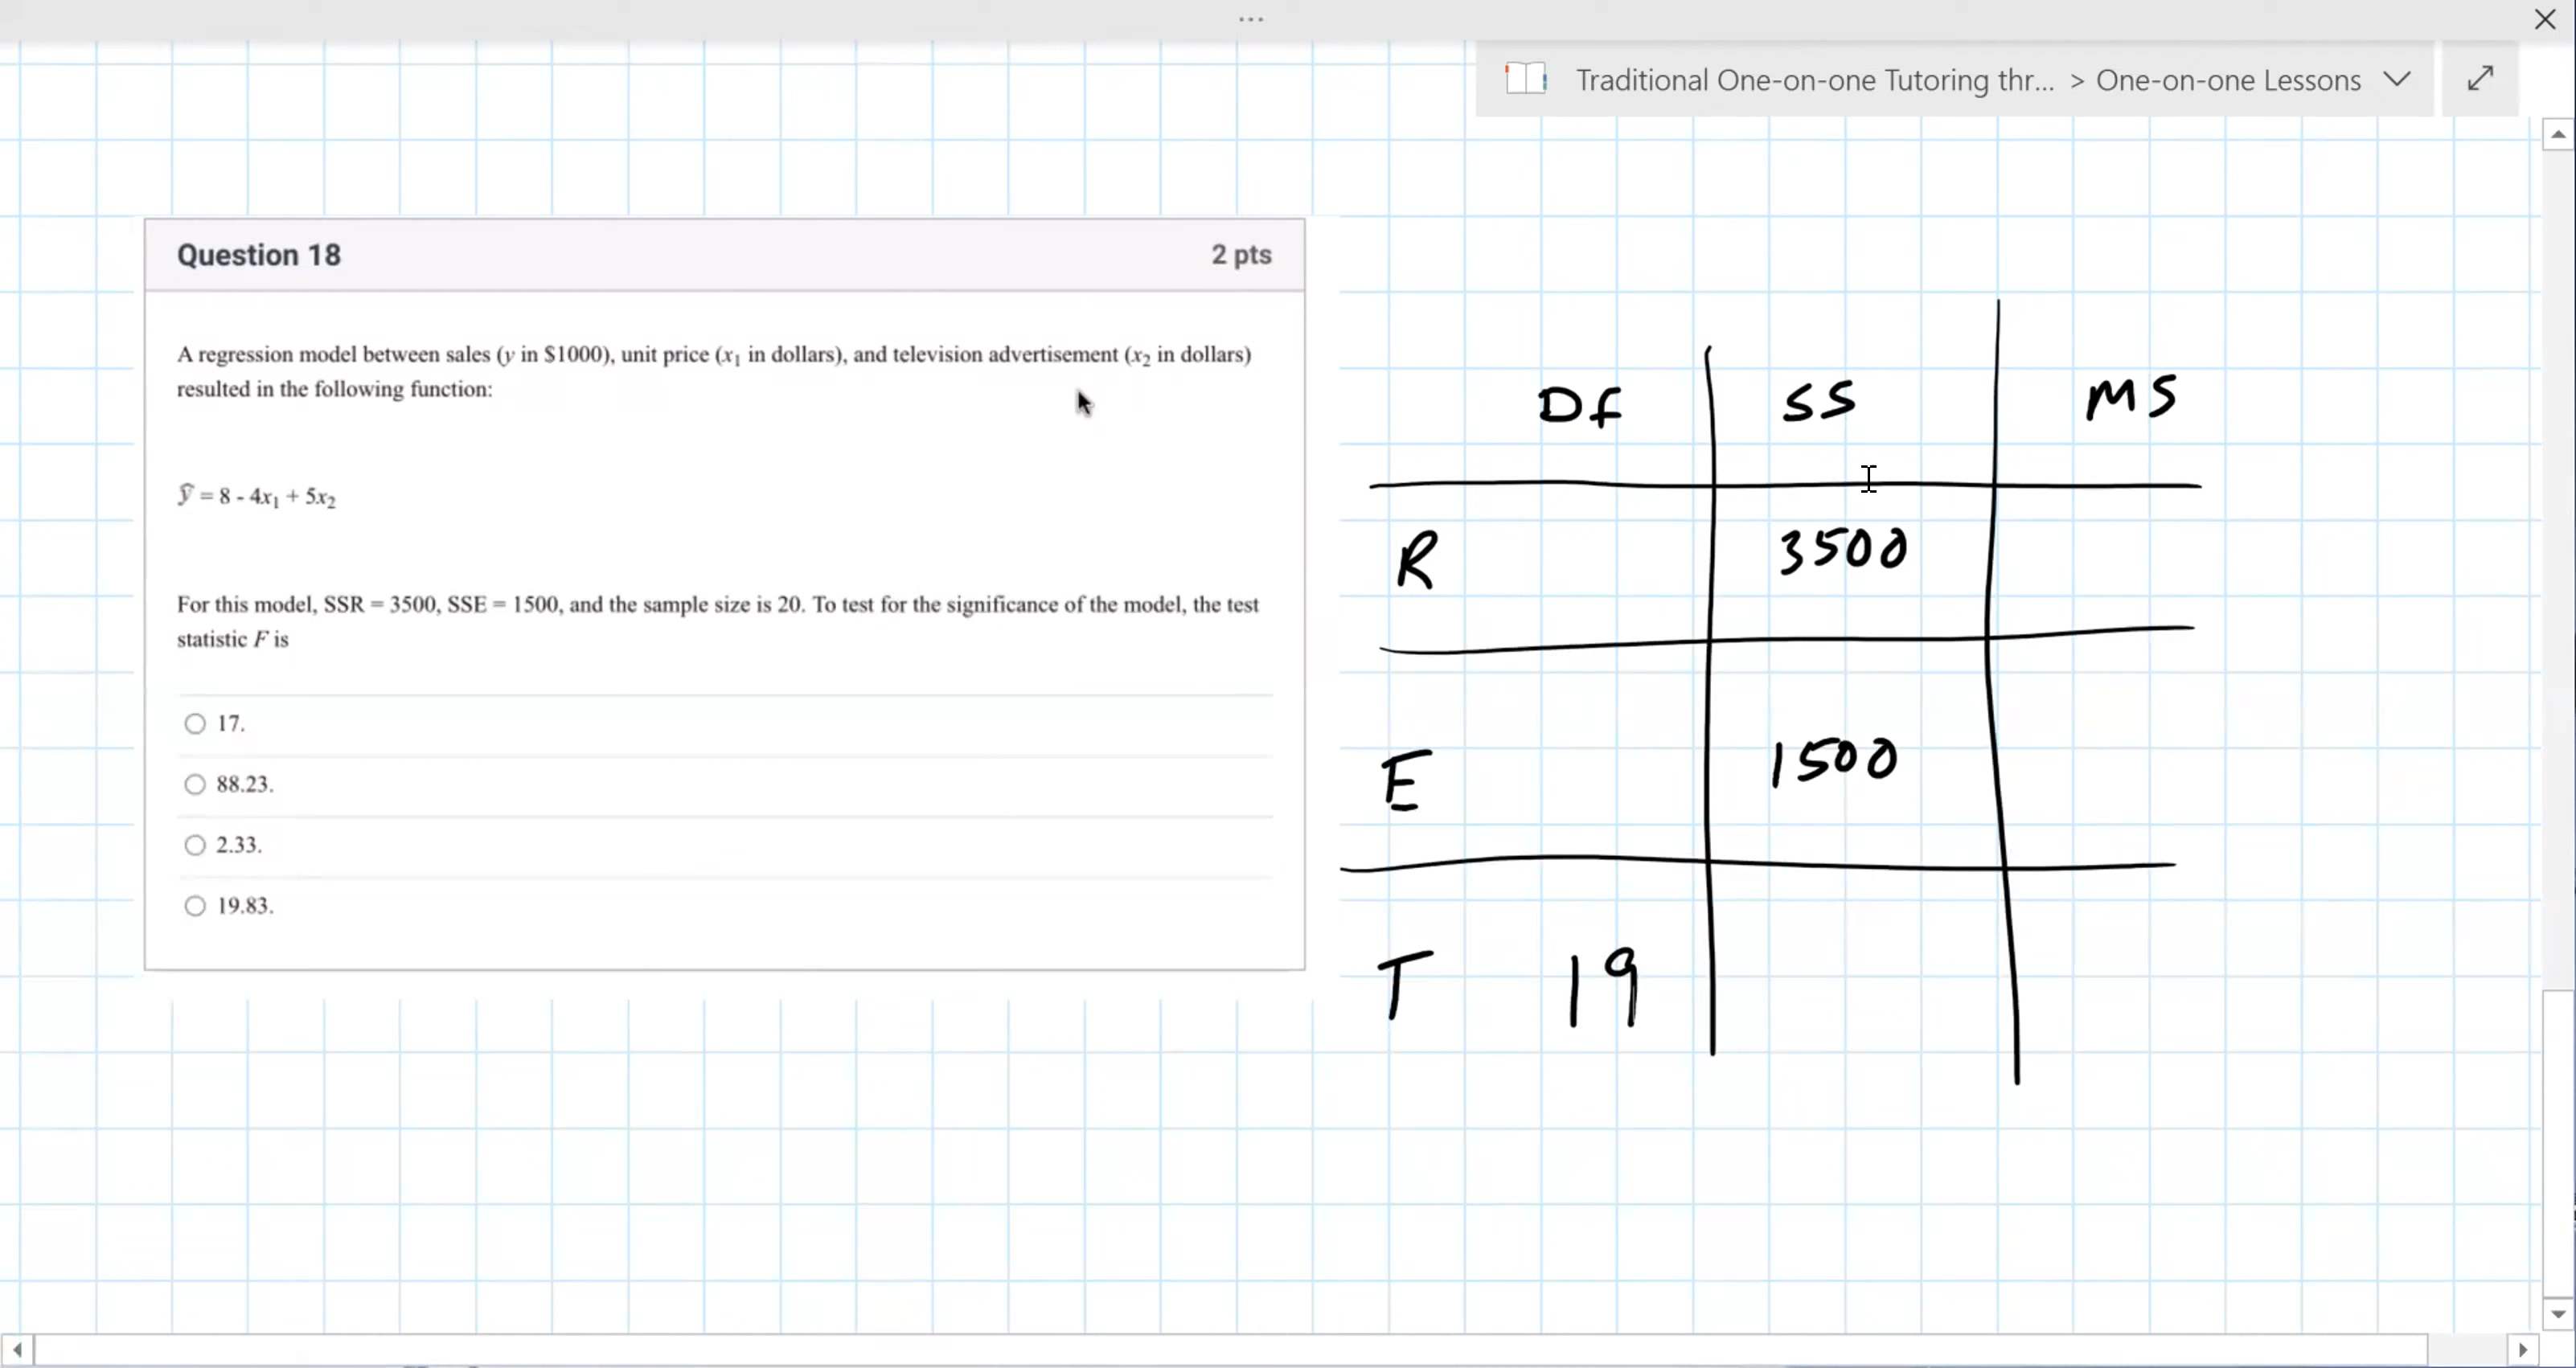 ...
Traditional One-on-one Tutoring thr... > One-on-one Lessons
Question 18 2 pts
A regression model between sales (y in $1000), unit price (x₁ in dollars), and television advertisement (x₂ in dollars)
resulted in the following function:
ŷ = 8 - 4x₁ + 5x₂
For this model, SSR = 3500, SSE = 1500, and the sample size is 20. To test for the significance of the model, the test
statistic F is
17.
88.23.
2.33.
19.83.
Df SS MS
R 3500
E 1500
T 19